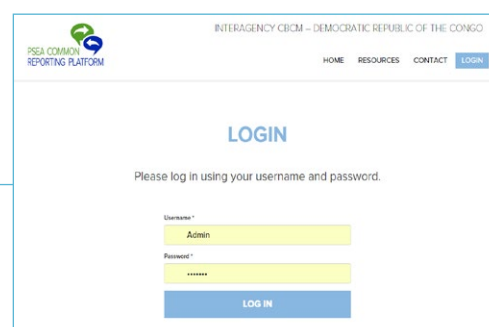 INTERAGENCY CBCM – DEMOCRATIC REPUBLIC OF THE CONGO
PSEA COMMON
REPORTING PLATFORM
HOME RESOURCES CONTACT LOGIN
LOGIN
Please log in using your username and password.
Username *
Admin
Password *
•••••••
LOG IN